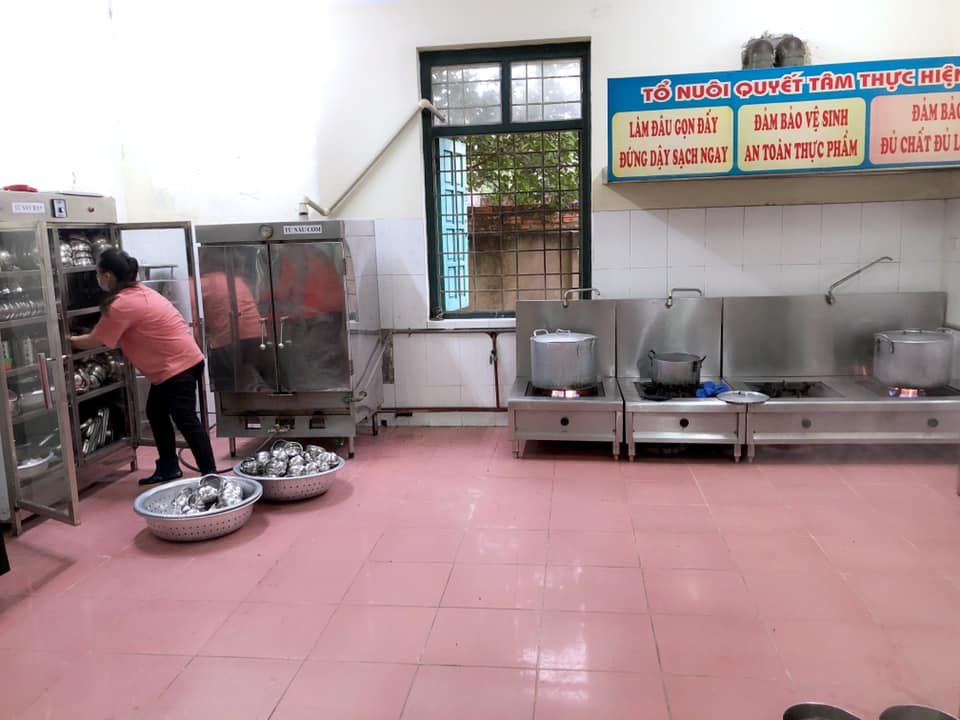 TỔ NUÔI QUYẾT TÂM THỰC HIỆN
LÀM ĐÂU GỌN ĐẤY
ĐỨNG DẬY SẠCH NGAY
ĐẢM BẢO VỆ SINH
AN TOÀN THỰC PHẨM
ĐẢM BẢO
ĐỦ CHẤT ĐỦ
TỦ NẤU CƠM